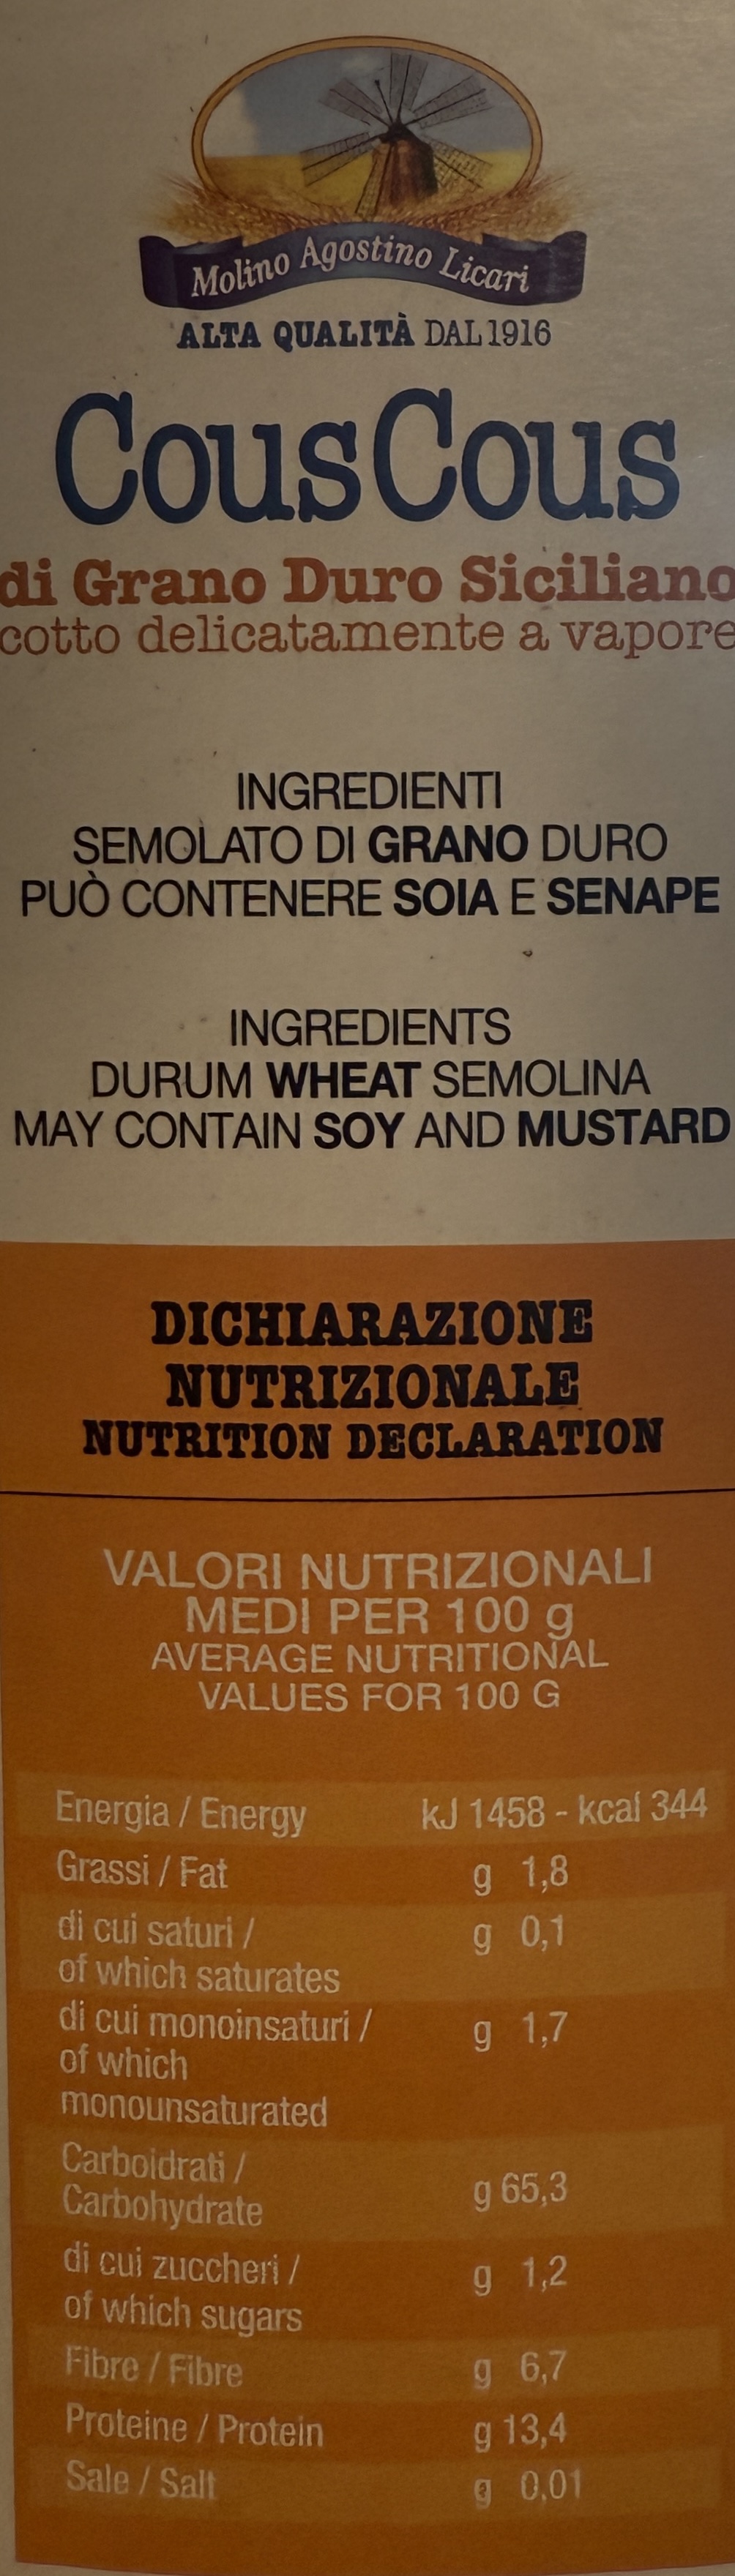 Molino Agostino Licari
ALTA QUALITÀ DAL 1916
CousCous
di Grano Duro Siciliano
cotto delicatamente a vapore
INGREDIENTI
SEMOLATO DI GRANO DURO
PUÒ CONTENERE SOIA E SENAPE
INGREDIENTS
DURUM WHEAT SEMOLINA
MAY CONTAIN SOY AND MUSTARD
DICHIARAZIONE
NUTRIZIONALE
NUTRITION DECLARATION
VALORI NUTRIZIONALI
MEDI PER 100 g
AVERAGE NUTRITIONAL
VALUES FOR 100 G
Energia / Energy kJ 1458 - kcal 344
Grassi / Fat g 1,8
di cui saturi / g 0,1
of which saturates
di cui monoinsaturi / g 1,7
of which
monounsaturated
Carboidrati /
Carbohydrate g 65,3
di cui zuccheri / g 1,2
of which sugars
Fibre / Fibre g 6,7
Proteine / Protein g 13,4
Sale / Salt g 0,01